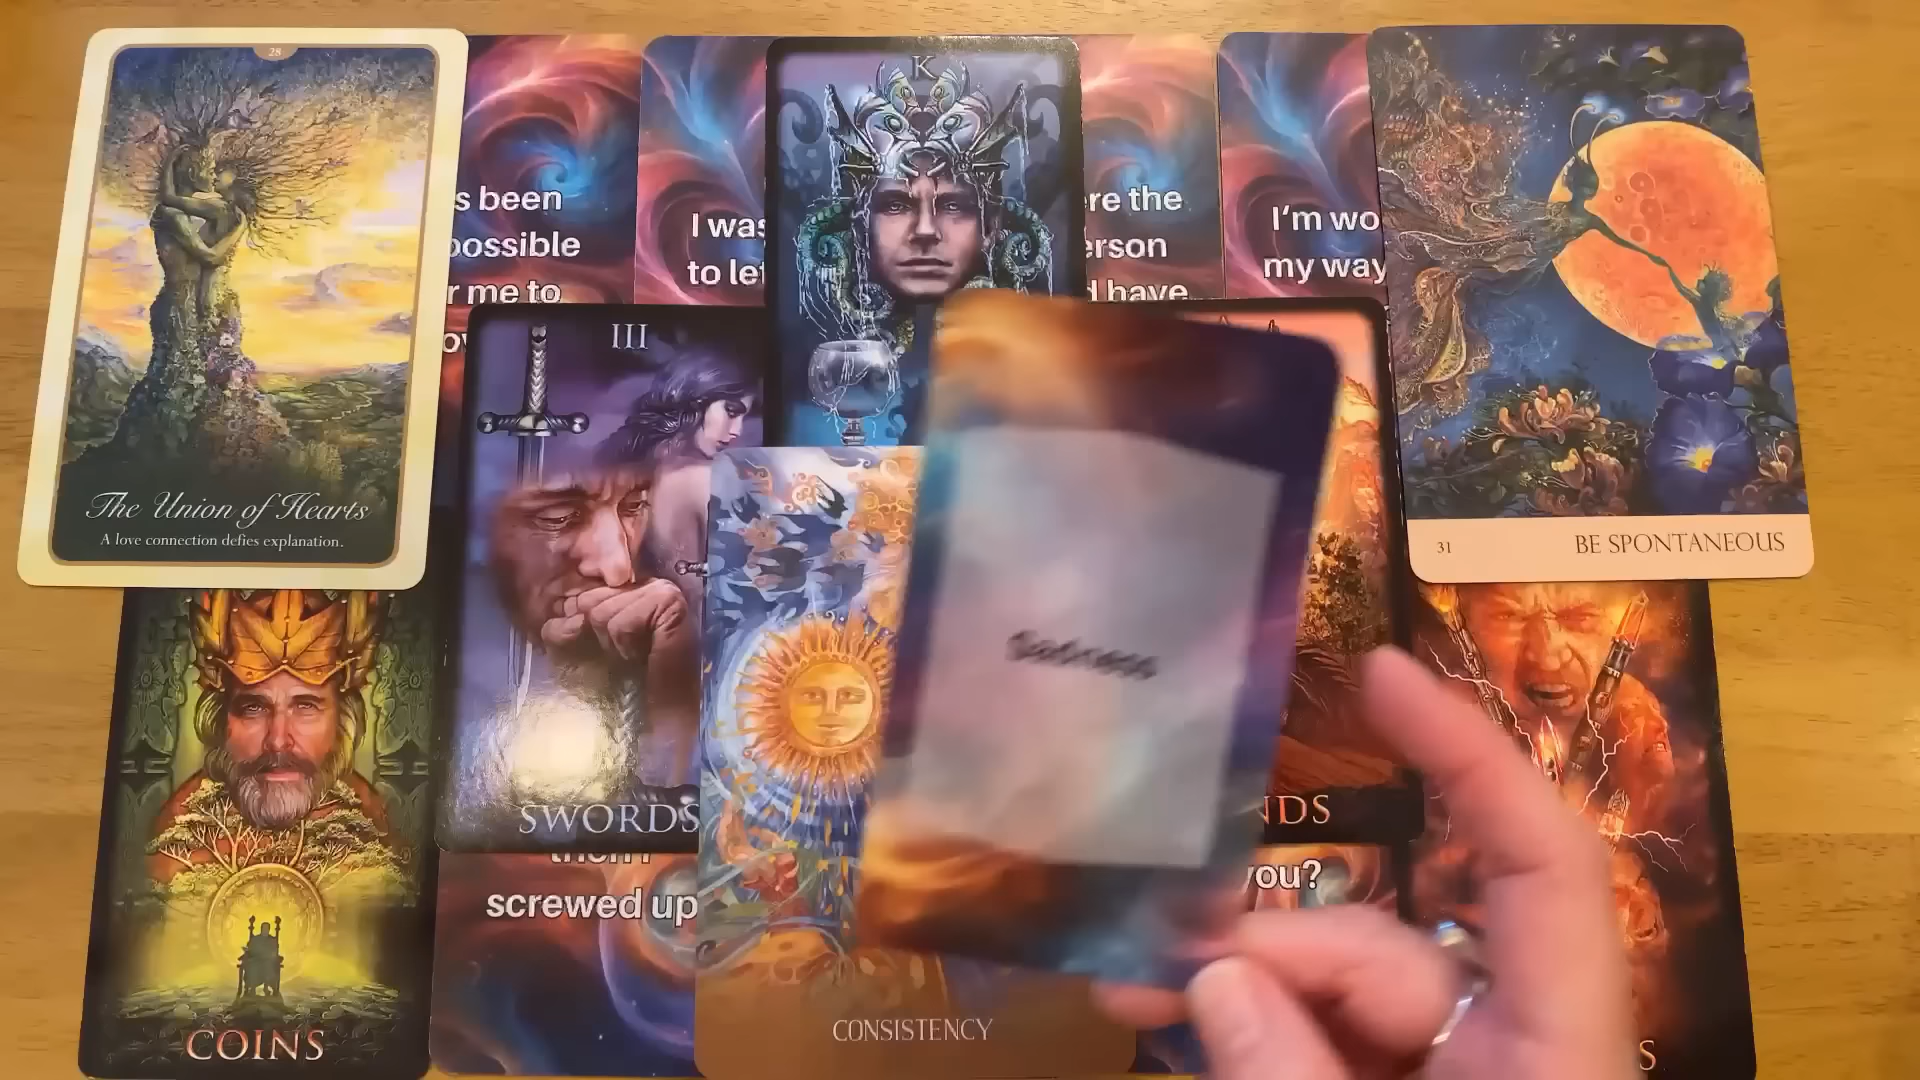 28
The Union of Hearts
A love connection defies explanation.
s been
possible
r me to
I was
to let
K
re the
erson
d have
I'm wo
my way
31
BE SPONTANEOUS
III
SWORDS
COINS
screwed up
CONSISTENCY
NDS
you?
S